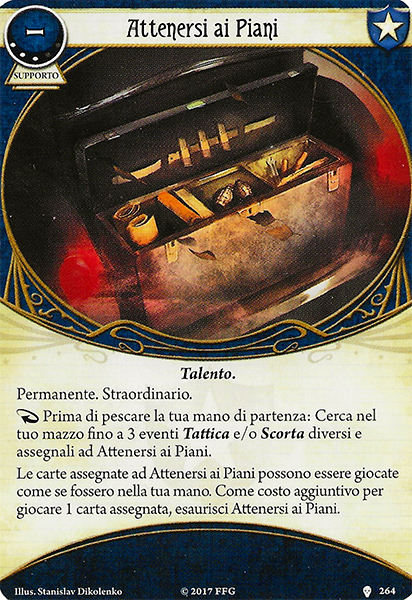 –
Attenersi ai Piani
SUPPORTO
Talento.
Permanente. Straordinario.
Prima di pescare la tua mano di partenza: Cerca nel
tuo mazzo fino a 3 eventi Tattica e/o Scorta diversi e
assegnali ad Attenersi ai Piani.
Le carte assegnate ad Attenersi ai Piani possono essere giocate
come se fossero nella tua mano. Come costo aggiuntivo per
giocare 1 carta assegnata, esaurisci Attenersi ai Piani.
Illus. Stanislav Dikolenko © 2017 FFG 264